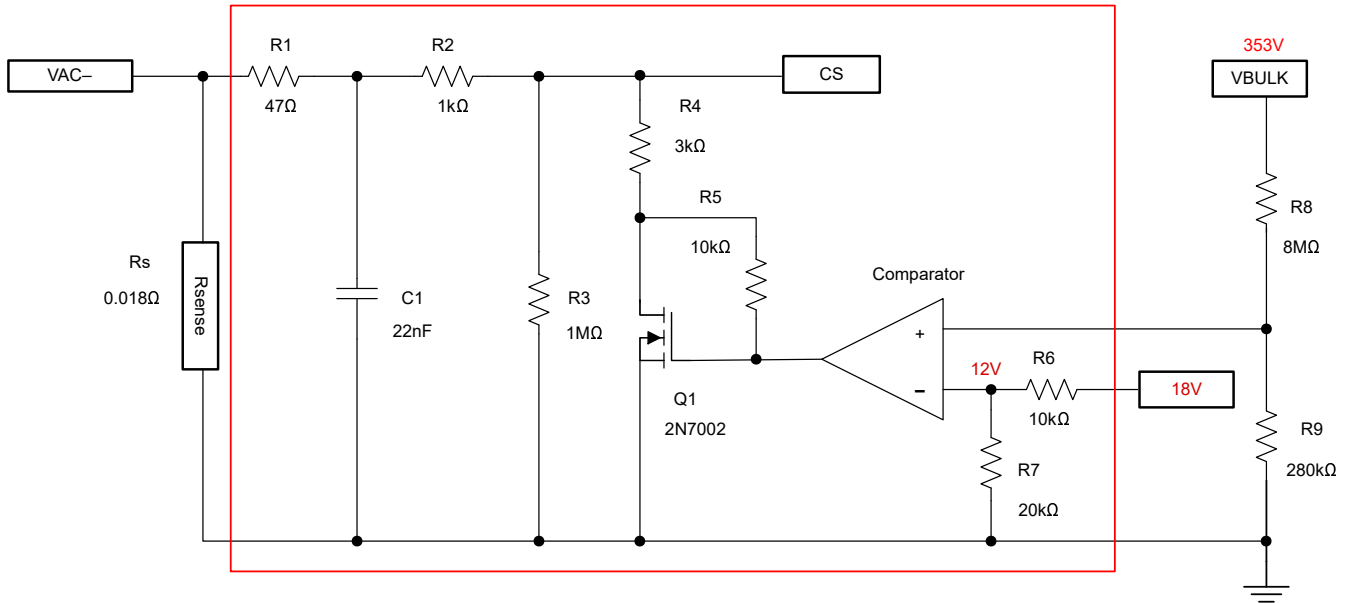 R1
R2
353V
VAC–
CS
VBULK
47Ω
1kΩ
R4
3kΩ
R5
R8
10kΩ
8MΩ
Rs
0.018Ω
Rsense
C1
22nF
R3
1MΩ
Comparator
+
–
12V
R6
18V
10kΩ
Q1
2N7002
R7
20kΩ
R9
280kΩ